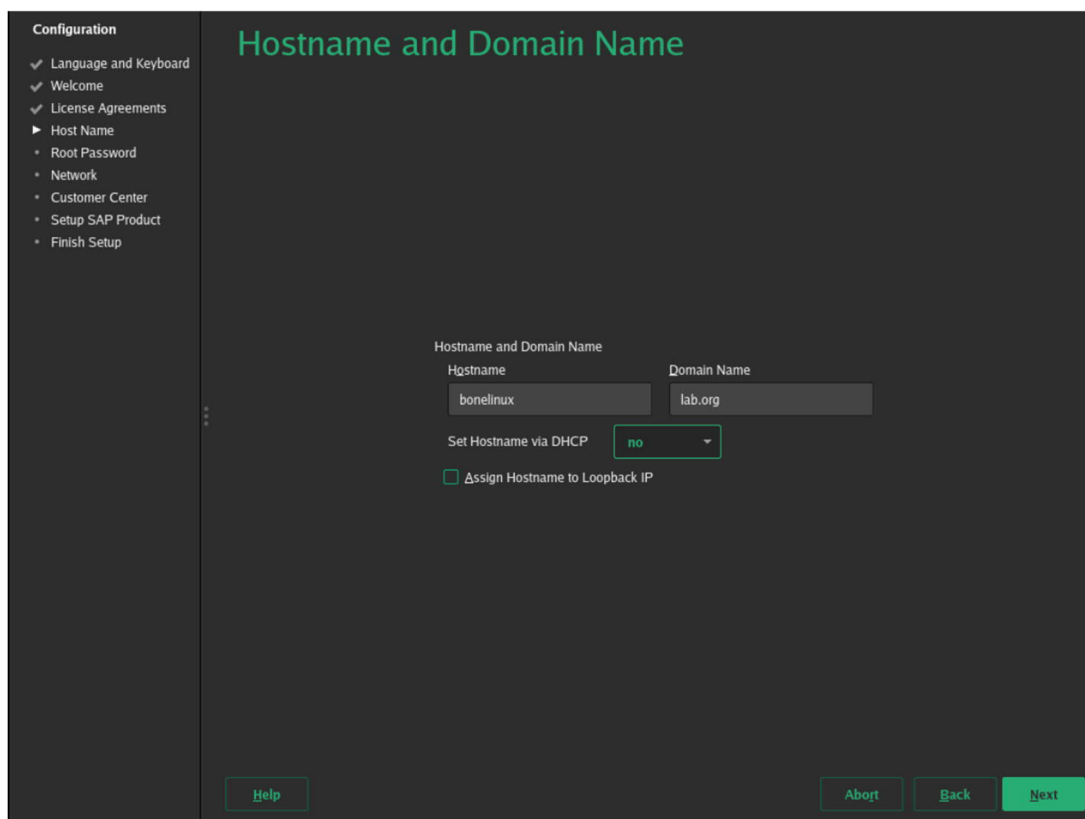 Configuration
Language and Keyboard
Welcome
License Agreements
Host Name
Root Password
Network
Customer Center
Setup SAP Product
Finish Setup
Hostname and Domain Name
Hostname and Domain Name
Hostname Domain Name
bonelinux lab.org
Set Hostname via DHCP no
Assign Hostname to Loopback IP
Help Abort Back Next